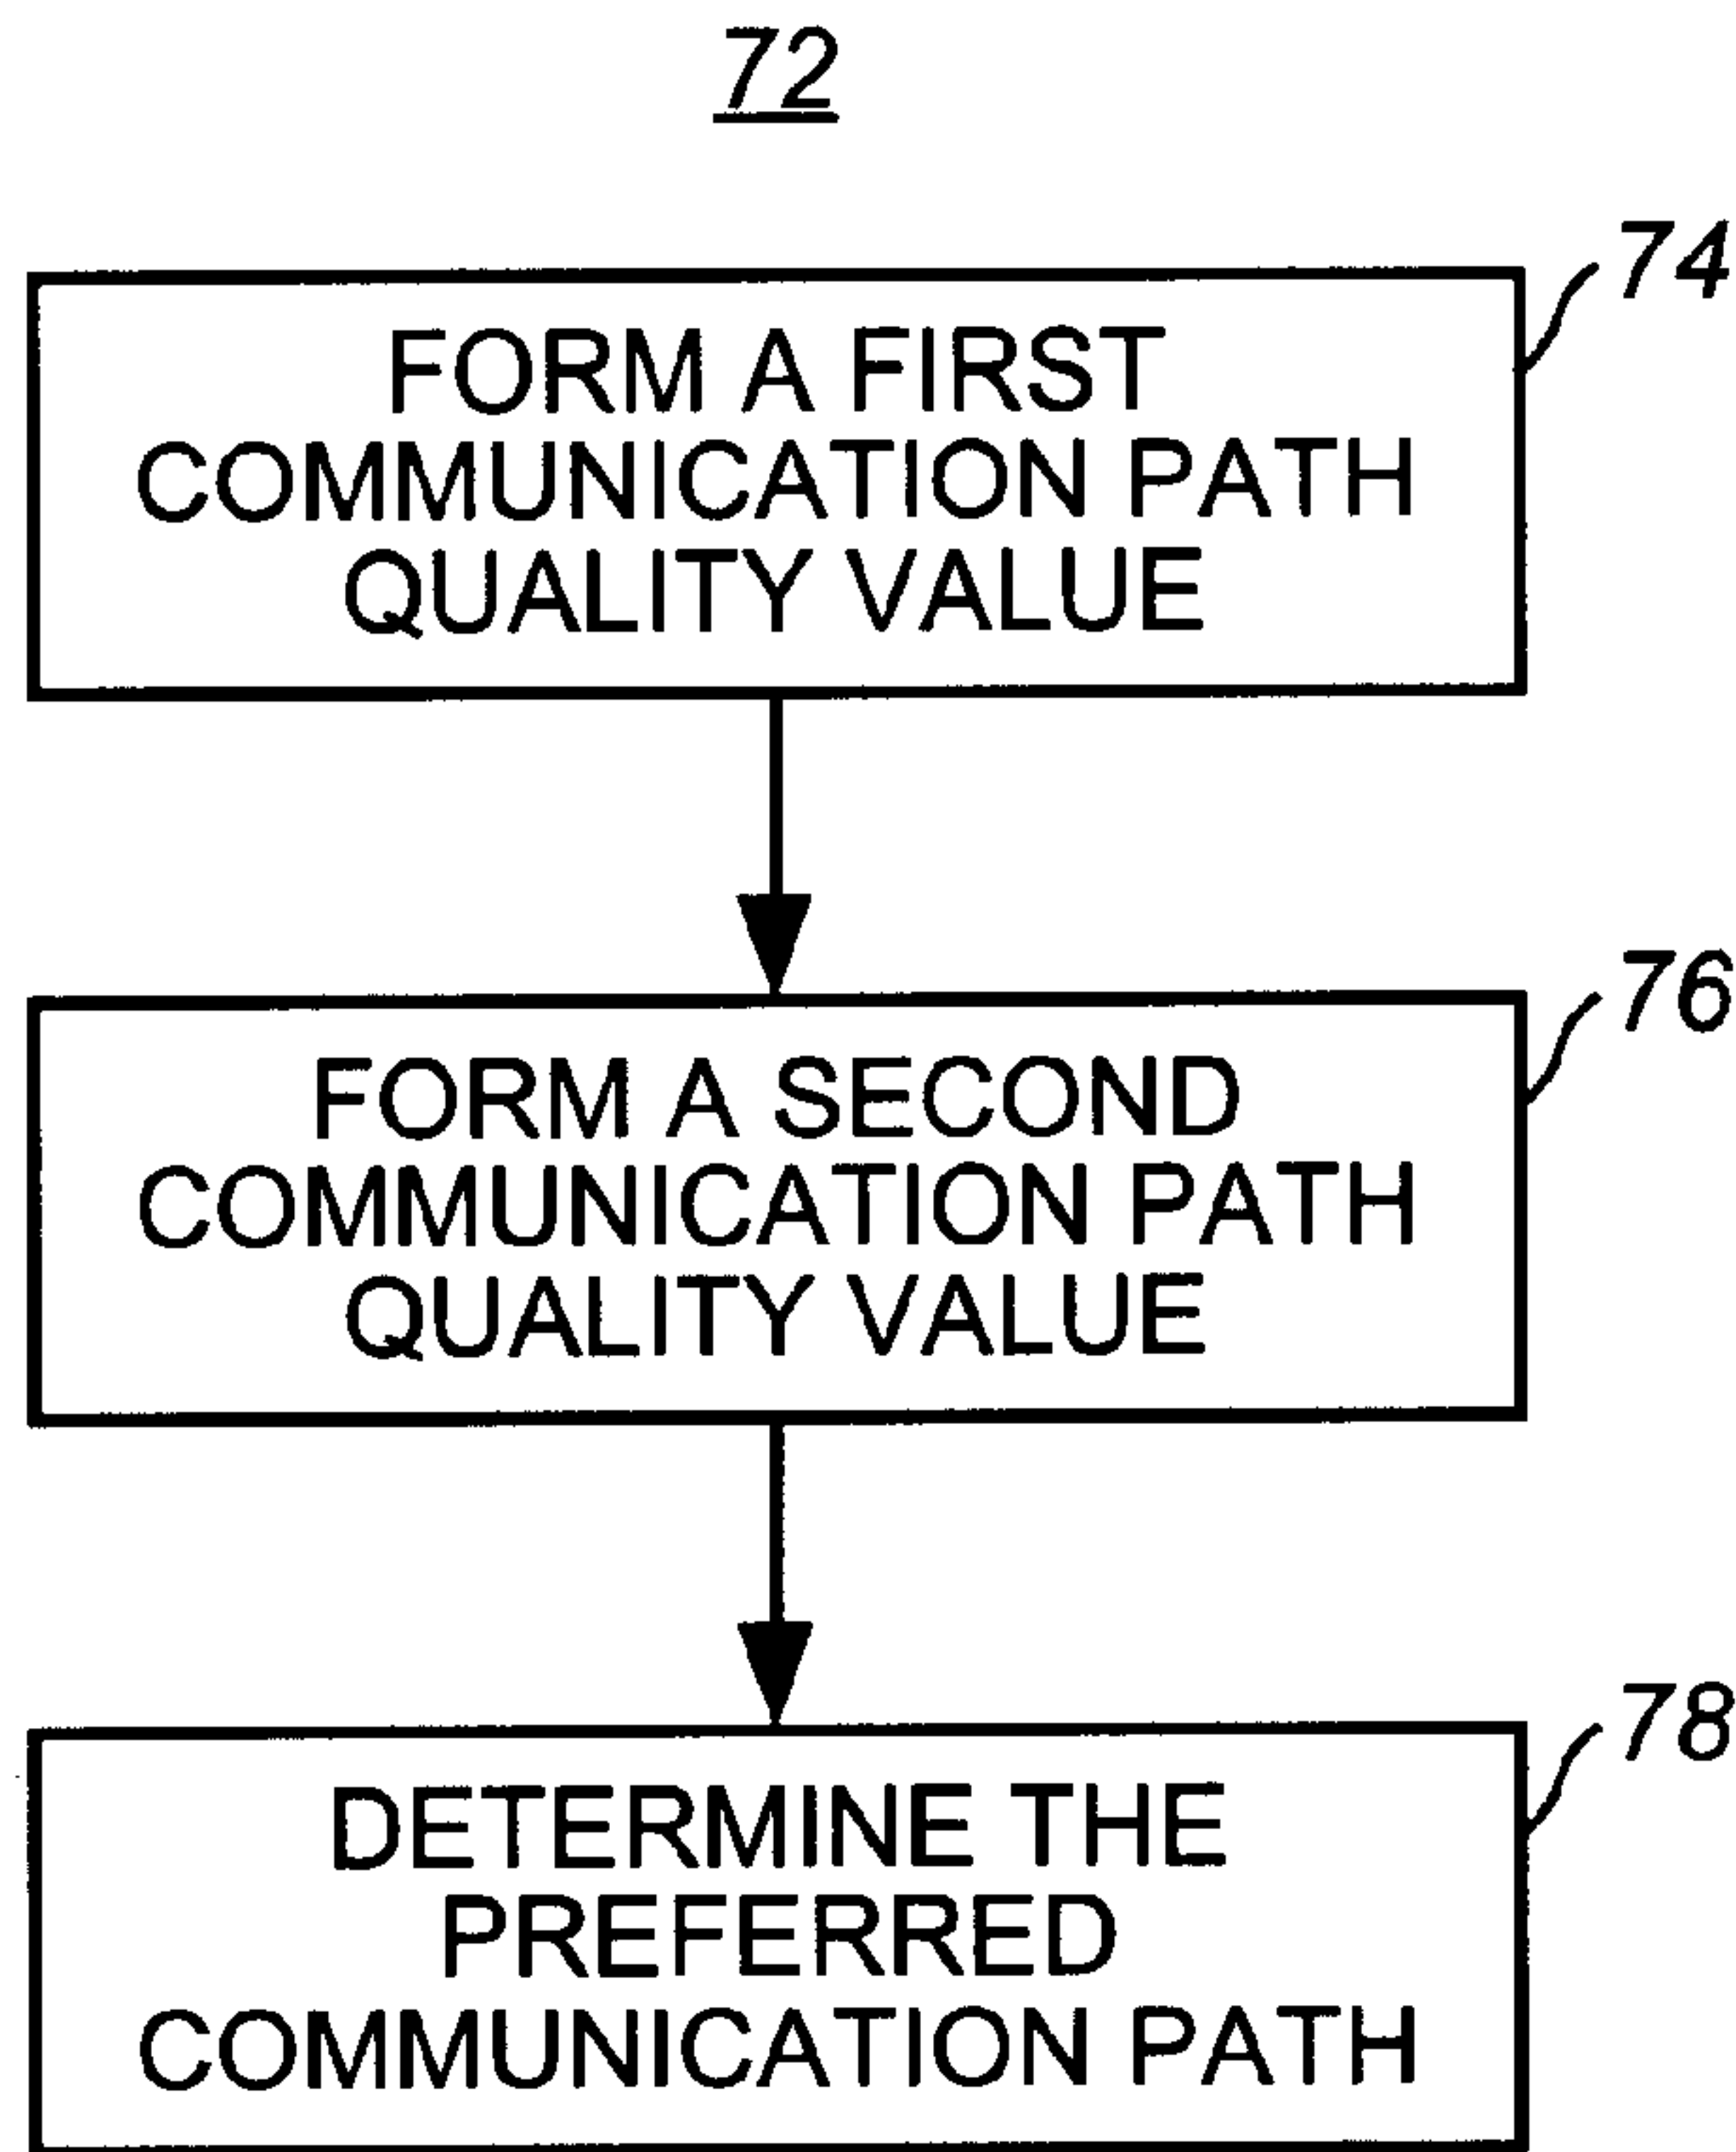 72
74
FORM A FIRST
COMMUNICATION PATH
QUALITY VALUE
76
FORM A SECOND
COMMUNICATION PATH
QUALITY VALUE
78
DETERMINE THE
PREFERRED
COMMUNICATION PATH